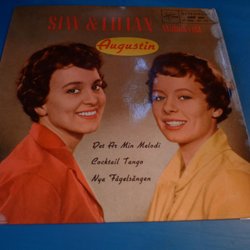 SIW & LILLIAN
Augustin
Det Är Min Melodi
Cocktail Tango
Nya Fågelsången